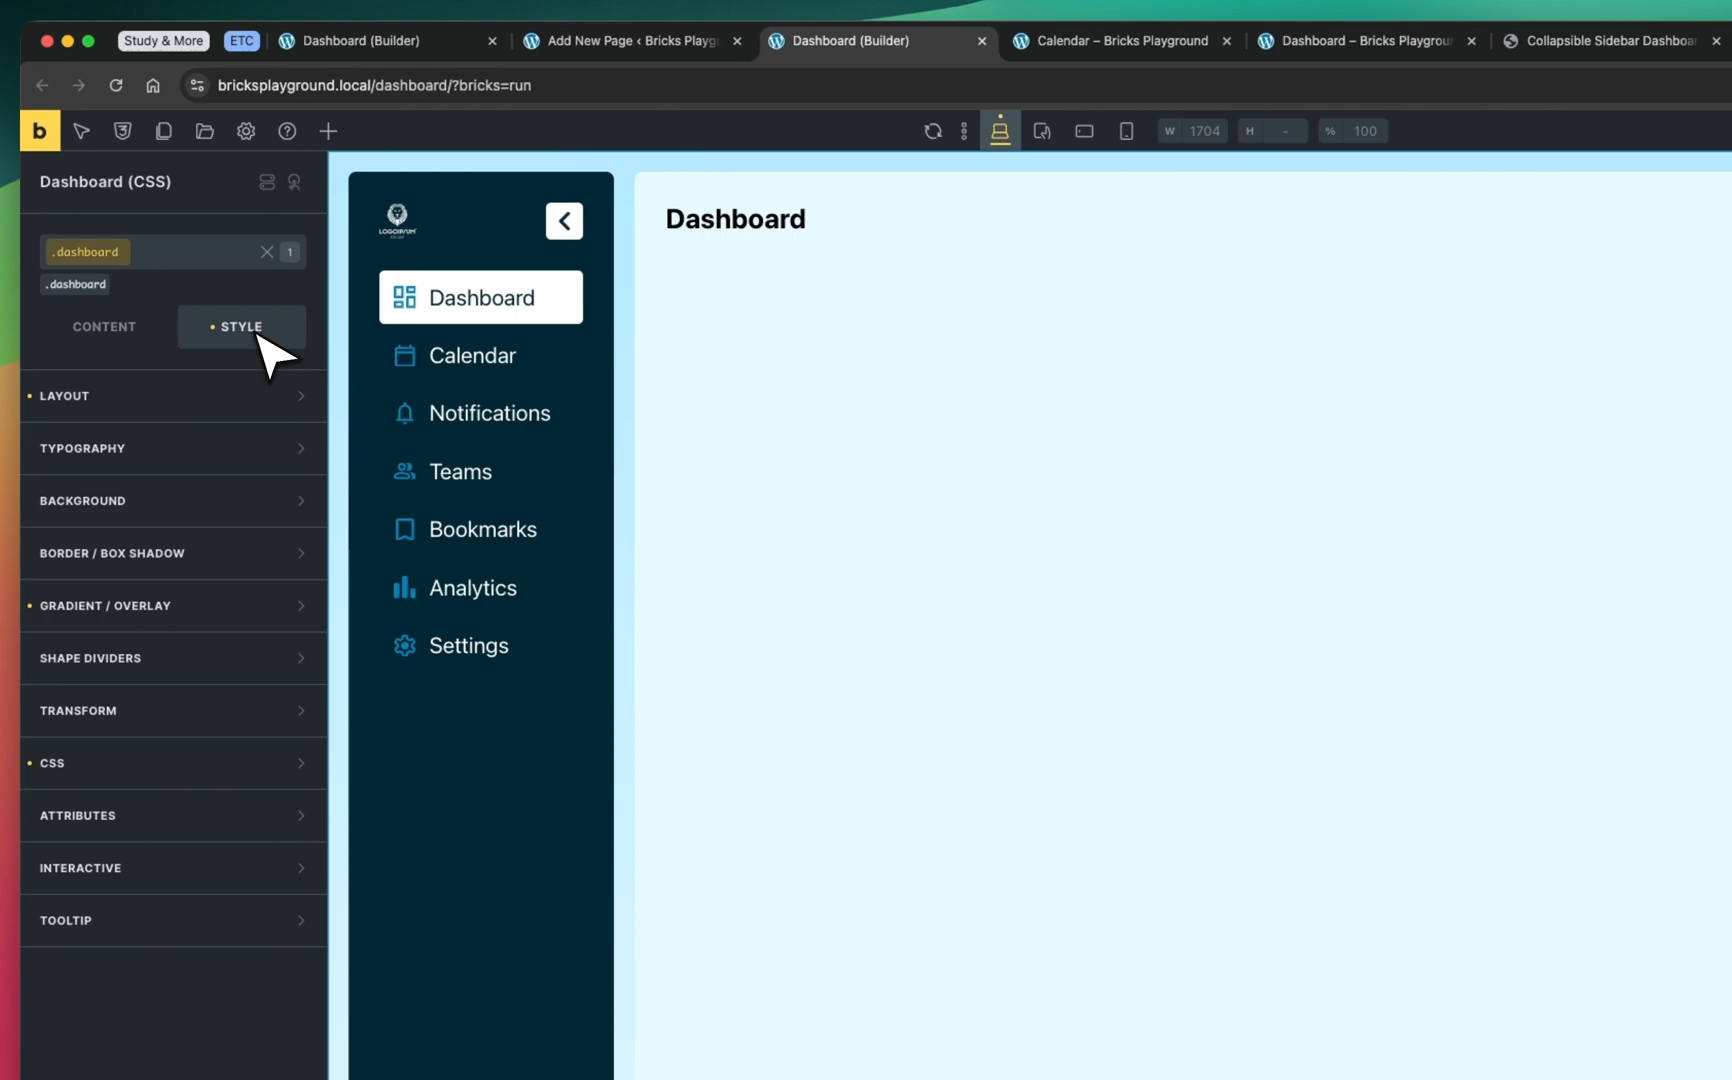 Study & More
ETC
Dashboard (Builder)
Add New Page ‹ Bricks Playg
Dashboard (Builder)
Calendar – Bricks Playground
Dashboard – Bricks Playgrou
Collapsible Sidebar Dashboa
bricksplayground.local/dashboard/?bricks=run
b
W 1704
H -
% 100
Dashboard (CSS)
.dashboard
1
.dashboard
CONTENT
STYLE
LAYOUT
TYPOGRAPHY
BACKGROUND
BORDER / BOX SHADOW
GRADIENT / OVERLAY
SHAPE DIVIDERS
TRANSFORM
CSS
ATTRIBUTES
INTERACTIVE
TOOLTIP
LOGOIPSUM
Dashboard
Calendar
Notifications
Teams
Bookmarks
Analytics
Settings
Dashboard